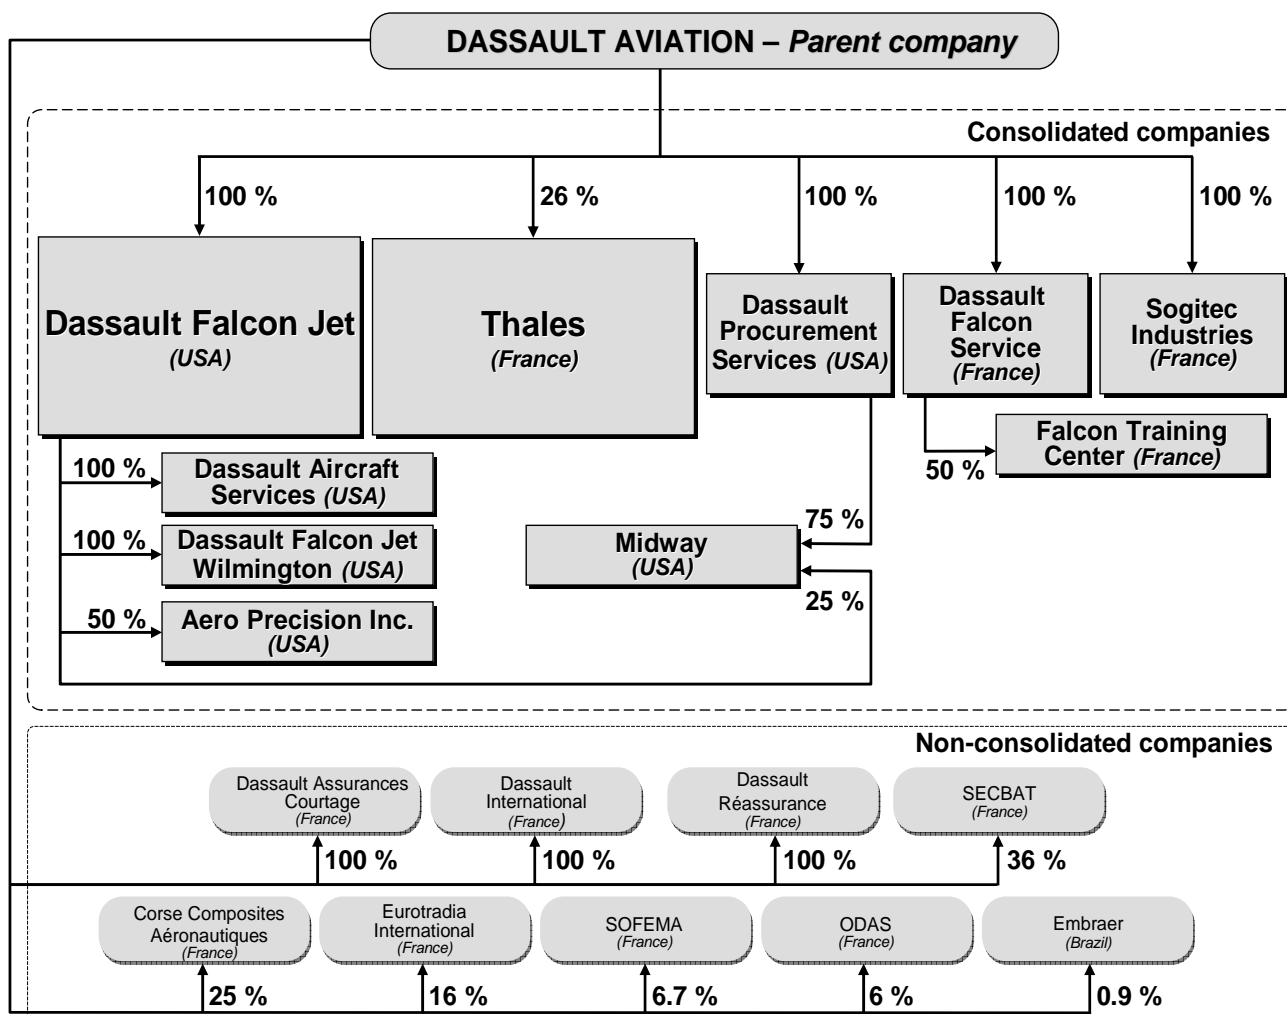 DASSAULT AVIATION – Parent company
Consolidated companies
100 %
26 %
100 %
100 %
100 %
Dassault Falcon Jet
(USA)
Thales
(France)
Dassault
Procurement
Services (USA)
Dassault
Falcon
Service
(France)
Sogitec
Industries
(France)
100 %
Dassault Aircraft
Services (USA)
50 %
Falcon Training
Center (France)
100 %
Dassault Falcon Jet
Wilmington (USA)
Midway
(USA)
75 %
25 %
50 %
Aero Precision Inc.
(USA)
Non-consolidated companies
Dassault Assurances
Courtage
(France)
Dassault
International
(France)
Dassault
Réassurance
(France)
SECBAT
(France)
100 %
100 %
100 %
36 %
Corse Composites
Aéronautiques
(France)
Eurotradia
International
(France)
SOFEMA
(France)
ODAS
(France)
Embraer
(Brazil)
25 %
16 %
6.7 %
6 %
0.9 %